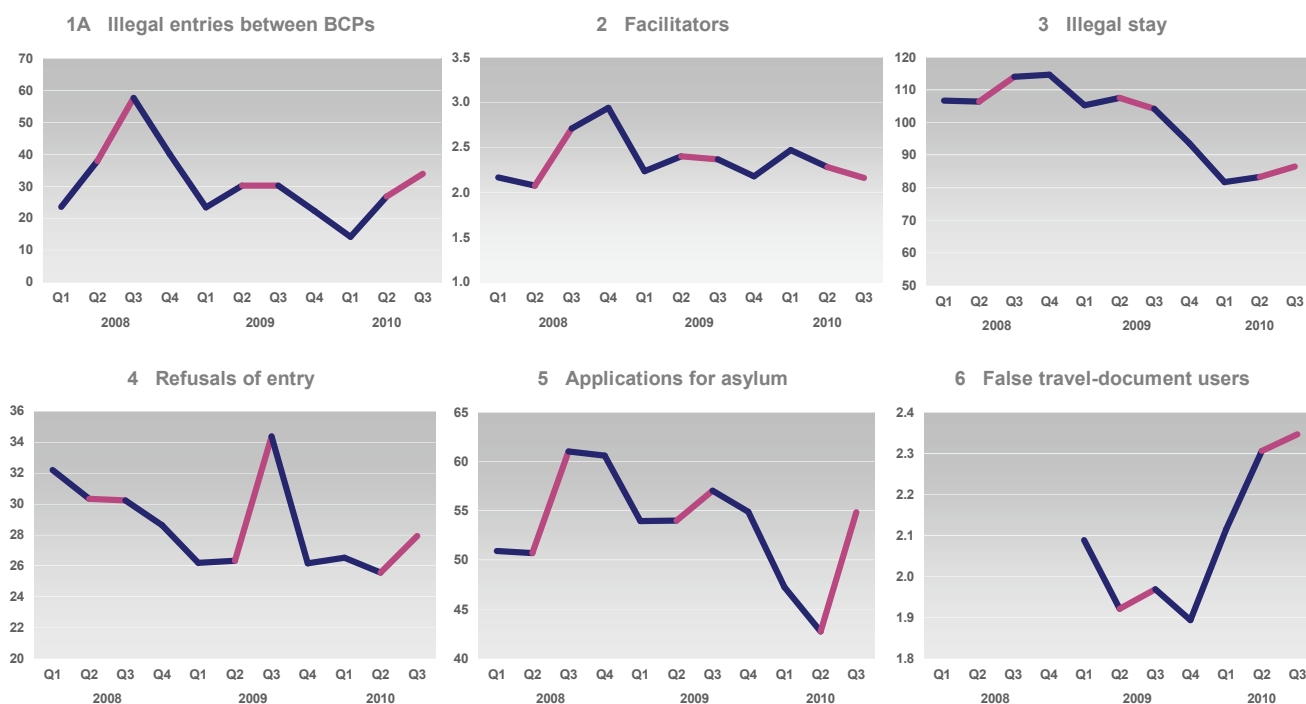 1A Illegal entries between BCPs
70
60
50
40
30
20
10
0
Q1 Q2 Q3 Q4 Q1 Q2 Q3 Q4 Q1 Q2 Q3
2008 2009 2010
2 Facilitators
3.5
3.0
2.5
2.0
1.5
1.0
Q1 Q2 Q3 Q4 Q1 Q2 Q3 Q4 Q1 Q2 Q3
2008 2009 2010
3 Illegal stay
120
110
100
90
80
70
60
50
Q1 Q2 Q3 Q4 Q1 Q2 Q3 Q4 Q1 Q2 Q3
2008 2009 2010
4 Refusals of entry
36
34
32
30
28
26
24
22
20
Q1 Q2 Q3 Q4 Q1 Q2 Q3 Q4 Q1 Q2 Q3
2008 2009 2010
5 Applications for asylum
65
60
55
50
45
40
Q1 Q2 Q3 Q4 Q1 Q2 Q3 Q4 Q1 Q2 Q3
2008 2009 2010
6 False travel-document users
2.4
2.3
2.2
2.1
2.0
1.9
1.8
Q1 Q2 Q3 Q4 Q1 Q2 Q3 Q4 Q1 Q2 Q3
2008 2009 2010